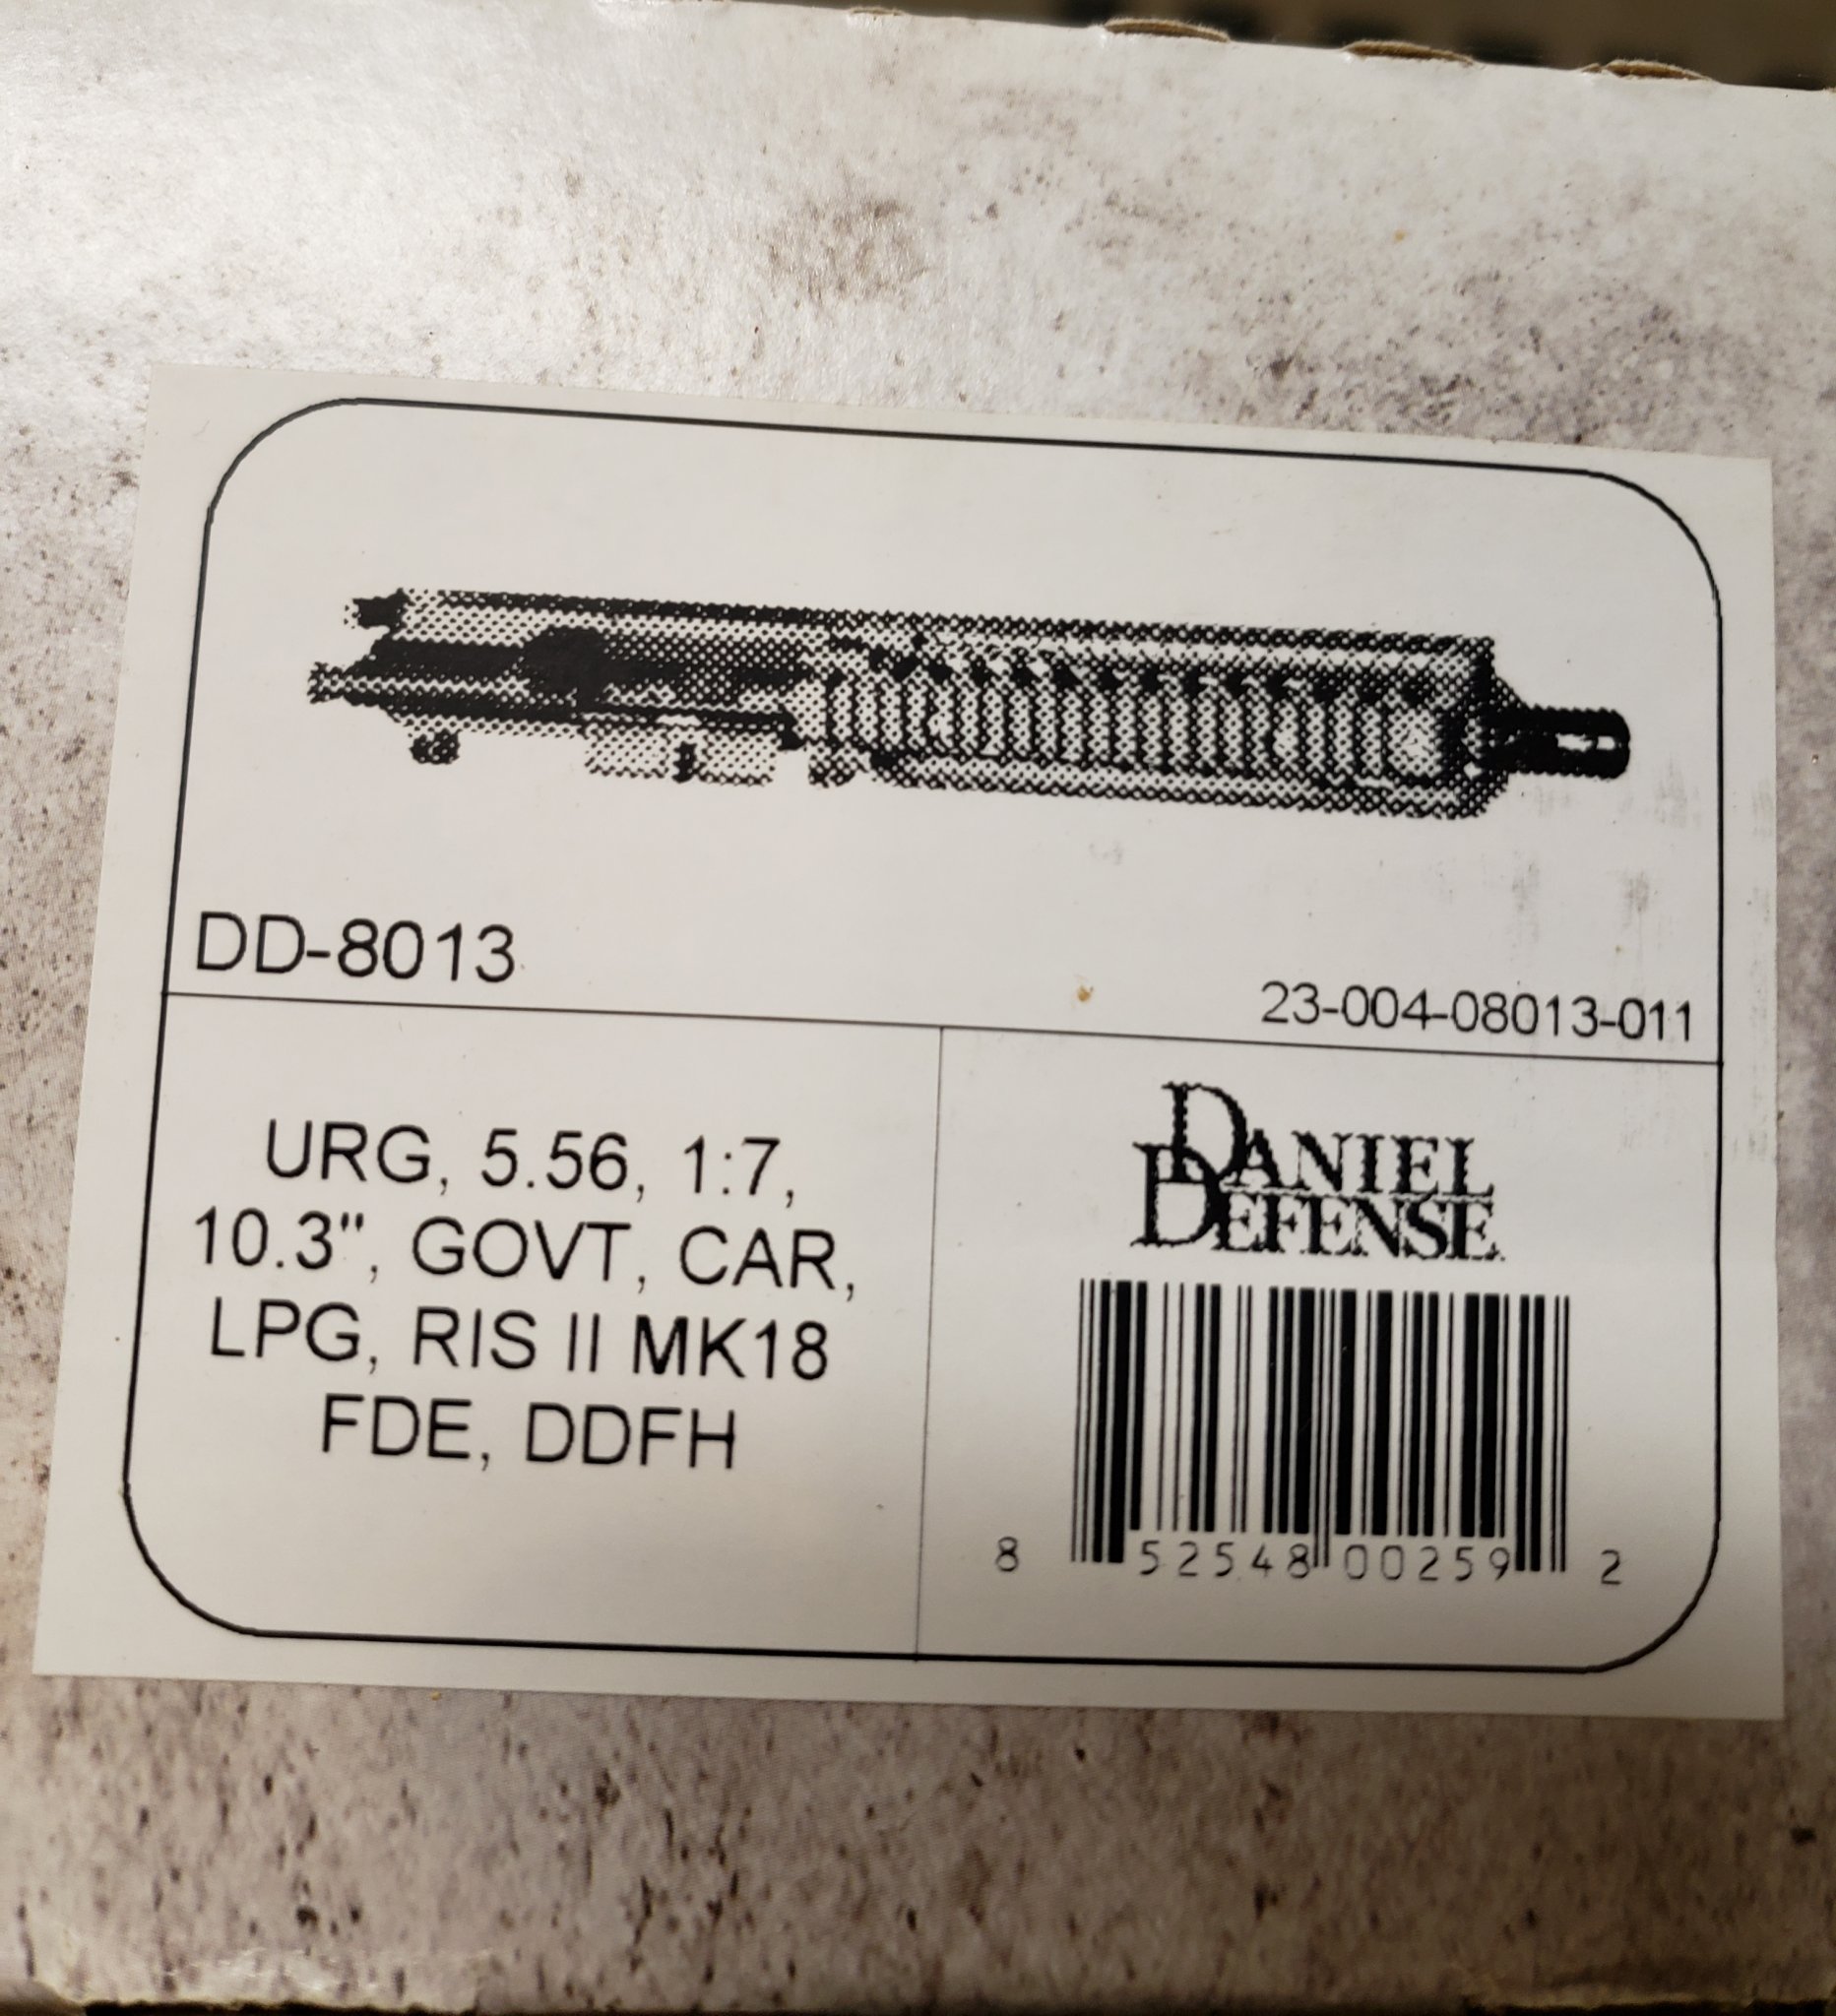 DD-8013
23-004-08013-011
URG, 5.56, 1:7,
10.3", GOVT, CAR,
LPG, RIS II MK18
FDE, DDFH
DANIEL
DEFENSE
8 52548 00259 2